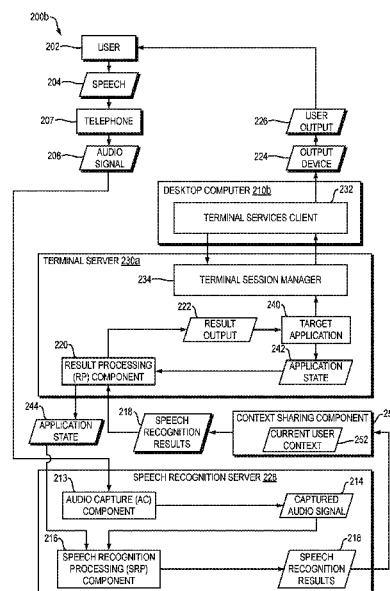 200b
202
USER
204
SPEECH
207
TELEPHONE
206
AUDIO
SIGNAL
226
USER
OUTPUT
224
OUTPUT
DEVICE
DESKTOP COMPUTER 210b
232
TERMINAL SERVICES CLIENT
TERMINAL SERVER 230a
234
TERMINAL SESSION MANAGER
222
RESULT
OUTPUT
240
TARGET
APPLICATION
242
APPLICATION
STATE
220
RESULT PROCESSING
(RP) COMPONENT
244
APPLICATION
STATE
218
SPEECH
RECOGNITION
RESULTS
CONTEXT SHARING COMPONENT
CURRENT USER
CONTEXT
252
SPEECH RECOGNITION SERVER 228
213
AUDIO CAPTURE (AC)
COMPONENT
214
CAPTURED
AUDIO SIGNAL
216
SPEECH RECOGNITION
PROCESSING (SRP)
COMPONENT
218
SPEECH
RECOGNITION
RESULTS